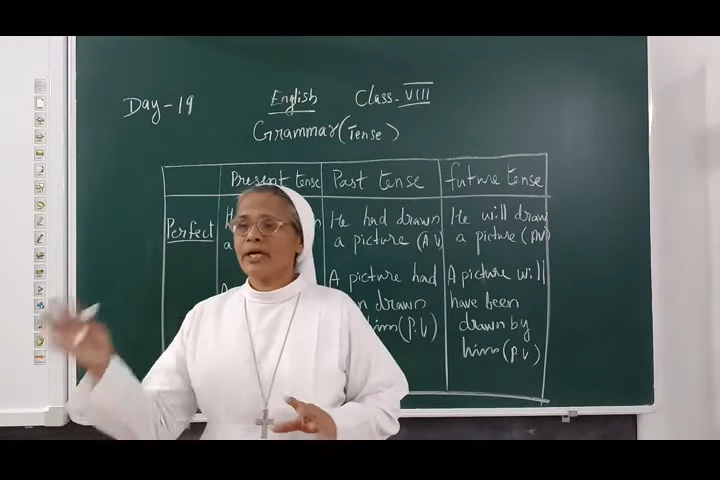 Day-19 English Class-VIII
Grammar (Tense)
Present tense Past tense future tense
Perfect He had drawn He will draw
a picture (A V) a picture (AV)
A picture had A picture will
drawn have been
him (P.V) drawn by
him (P.V)